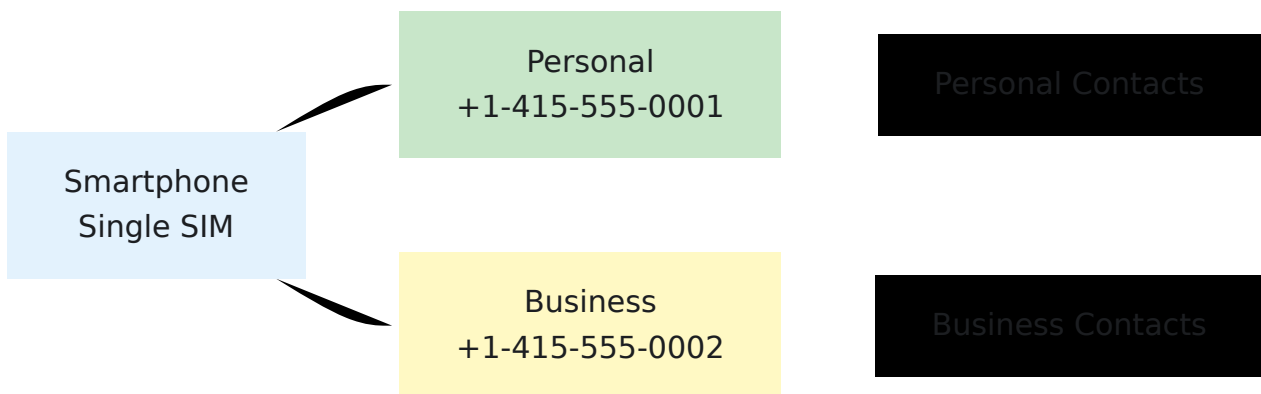 Smartphone
Single SIM
Personal
+1-415-555-0001
Personal Contacts
Business
+1-415-555-0002
Business Contacts